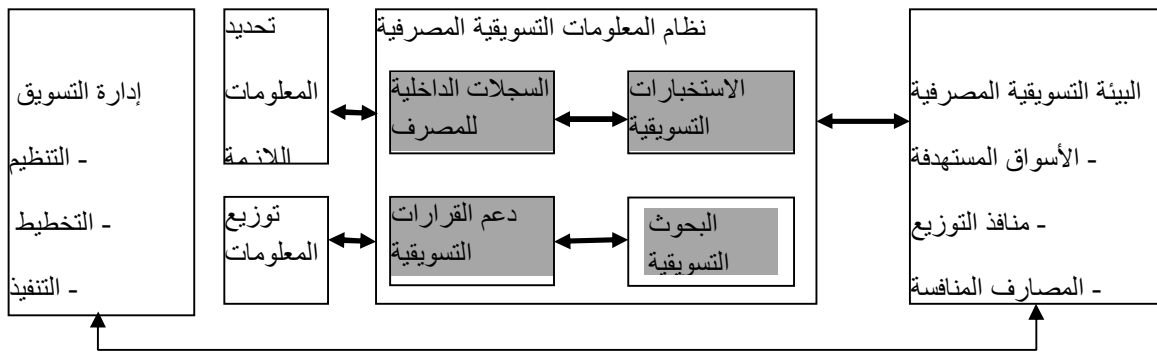 البيئة التسويقية المصرفية
- الأسواق المستهدفة
- منافذ التوزيع
- المصارف المنافسة
نظام المعلومات التسويقية المصرفية
الاستخبارات
التسويقية
السجلات الداخلية
للمصرف
البحوث
التسويقية
دعم القرارات
التسويقية
تحديد
المعلومات
اللازمة
توزيع
المعلومات
إدارة التسويق
- التنظيم
- التخطيط
- التنفيذ